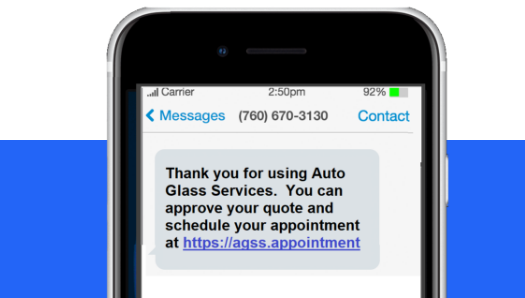 Carrier 2:50pm 92%
Messages (760) 670-3130 Contact
Thank you for using Auto
Glass Services. You can
approve your quote and
schedule your appointment
at https://agss.appointment